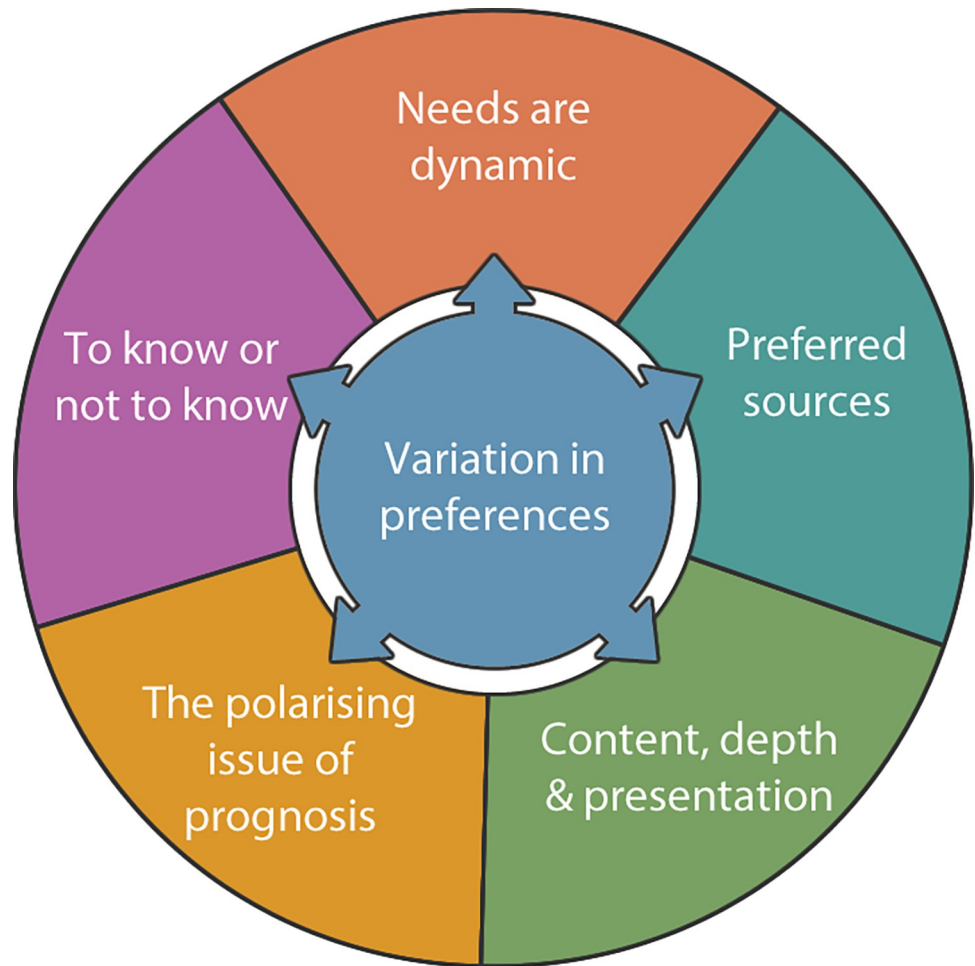 Needs are
dynamic
Preferred
sources
Content, depth
& presentation
The polarising
issue of
prognosis
To know or
not to know
Variation in
preferences